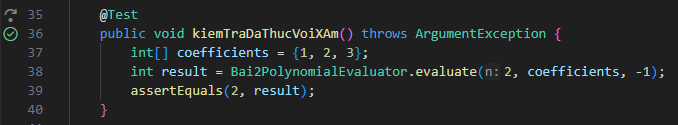 35 @Test
36 public void kiemTraDaThucVoiXAm() throws ArgumentException {
37 int[] coefficients = {1, 2, 3};
38 int result = Bai2PolynomialEvaluator.evaluate(n: 2, coefficients, -1);
39 assertEquals(2, result);
40 }